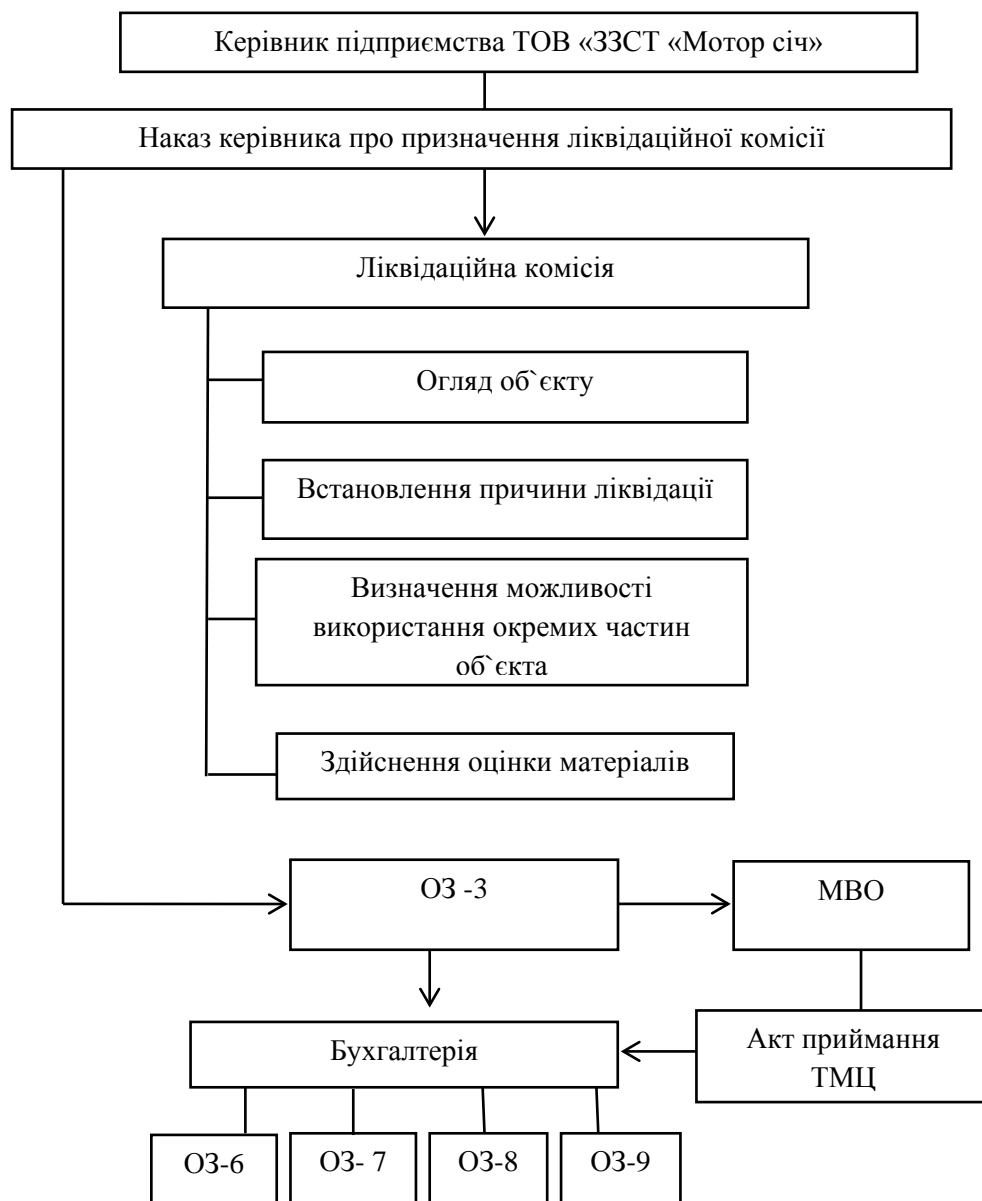 Керівник підприємства ТОВ «ЗЗСТ «Мотор січ»
Наказ керівника про призначення ліквідаційної комісії
Ліквідаційна комісія
Огляд об`єкту
Встановлення причини ліквідації
Визначення можливості
використання окремих частин
об`єкта
Здійснення оцінки матеріалів
ОЗ -3
МВО
Бухгалтерія
Акт приймання
ТМЦ
ОЗ-6
ОЗ- 7
ОЗ-8
ОЗ-9